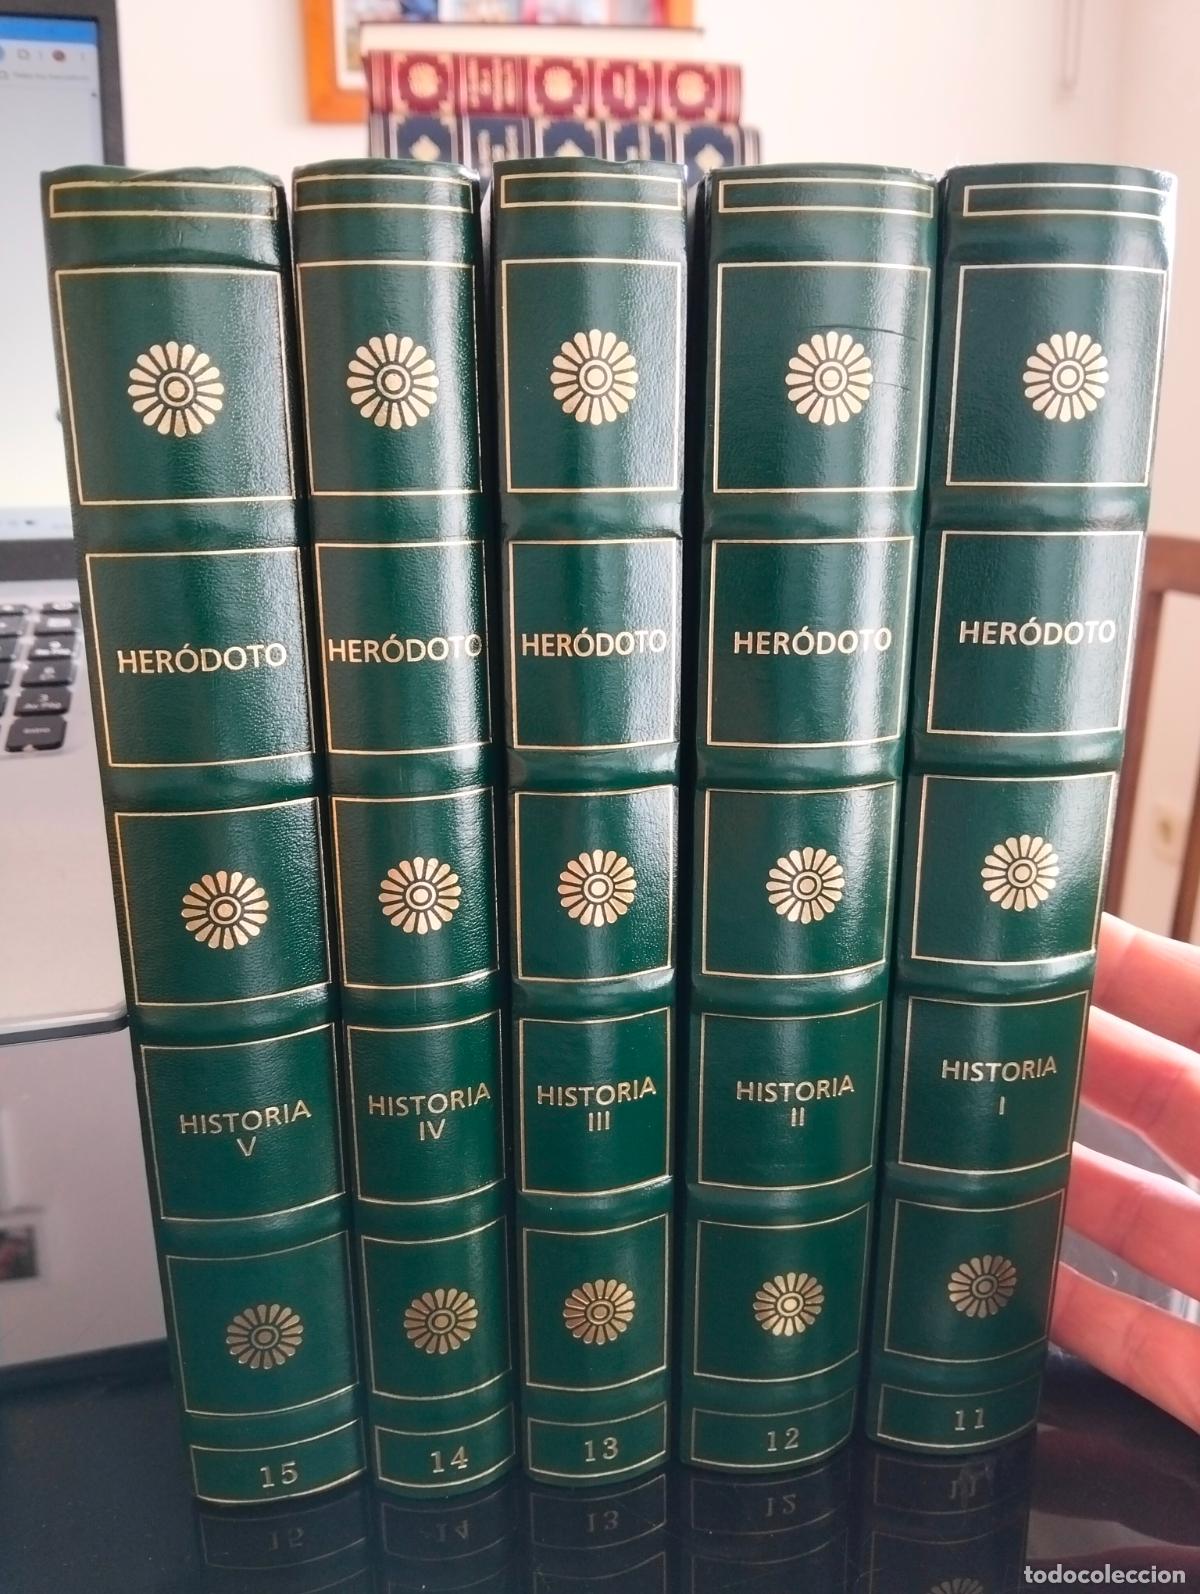 HERÓDOTO
HISTORIA
V
15
HERÓDOTO
HISTORIA
IV
14
HERÓDOTO
HISTORIA
III
13
HERÓDOTO
HISTORIA
II
12
HERÓDOTO
HISTORIA
I
11
todocoleccion